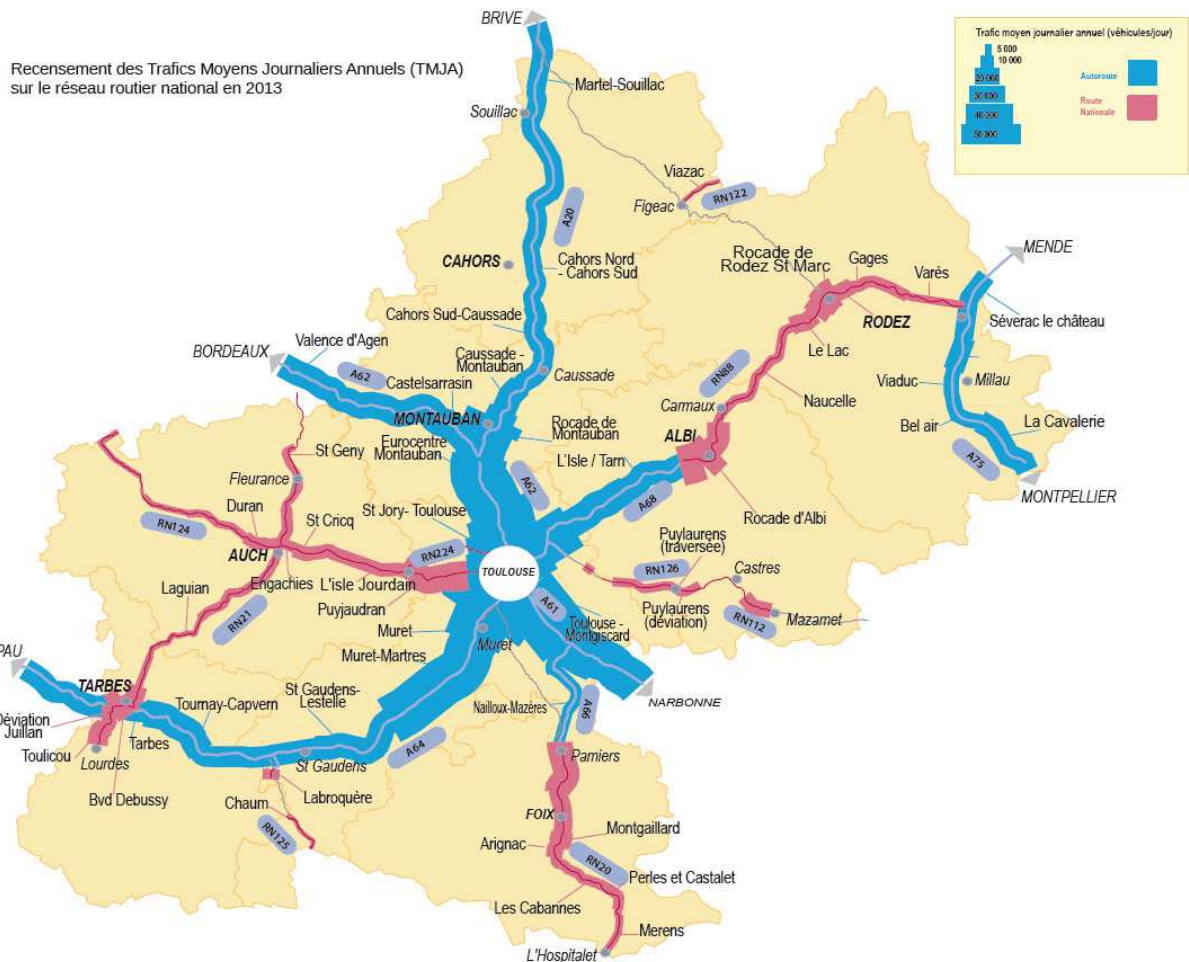 BRIVE
Recensement des Trafics Moyens Journaliers Annuels (TMJA)
sur le réseau routier national en 2013
Trafic moyen journalier annuel (véhicules/jour)
5 000
10 000
20 000
30 000
40 000
50 000
Autoroute
Route
Nationale
Martel-Souillac
Souillac
Viazac
RN122
Figeac
A20
CAHORS
Cahors Nord
- Cahors Sud
Rocade de
Rodez St Marc
Gages
Varès
MENDE
RODEZ
Séverac le château
Cahors Sud-Caussade
Valence d'Agen
BORDEAUX
A62
Caussade -
Montauban
Castelsarrasin
Caussade
Le Lac
RN88
Viaduc
Millau
Naucelle
Carmaux
MONTAUBAN
Rocade de
Montauban
Bel air
La Cavalerie
ALBI
Eurocentre
Montauban
L'Isle / Tarn
A75
St Geny
Fleurance
A62
A68
MONTPELLIER
Duran
St Cricq
St Jory- Toulouse
Rocade d'Albi
RN124
Puylaurens
(traversée)
AUCH
RN224
TOULOUSE
RN126
Castres
Engachies
L'isle Jourdain
Laguian
Puyjaudran
A61
Puylaurens
(déviation)
RN112
Mazamet
RN21
Muret
Muret
Toulouse -
Montgiscard
Muret-Martres
PAU
TARBES
St Gaudens-
Lestelle
Tournay-Capvern
Nailloux-Mazères
A66
NARBONNE
Déviation
Juillan
Toulicou
Tarbes
Lourdes
St Gaudens
A64
Pamiers
Bvd Debussy
Labroquère
Chaum
FOIX
Montgaillard
RN125
Arignac
RN20
Perles et Castalet
Les Cabannes
Merens
L'Hospitalet